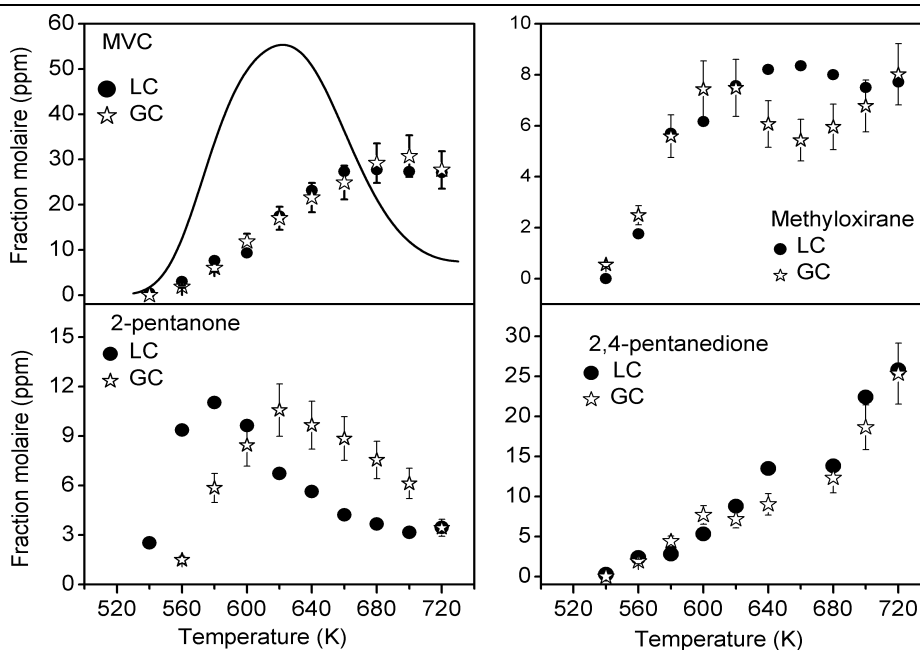 MVC
LC
GC
Fraction molaire (ppm)
60
50
40
30
20
10
0
Methyloxirane
LC
GC
10
8
6
4
2
0
2-pentanone
LC
GC
Fraction molaire (ppm)
15
12
9
6
3
0
520 560 600 640 680 720
Temperature (K)
2,4-pentanedione
LC
GC
30
25
20
15
10
5
0
520 560 600 640 680 720
Temperature (K)